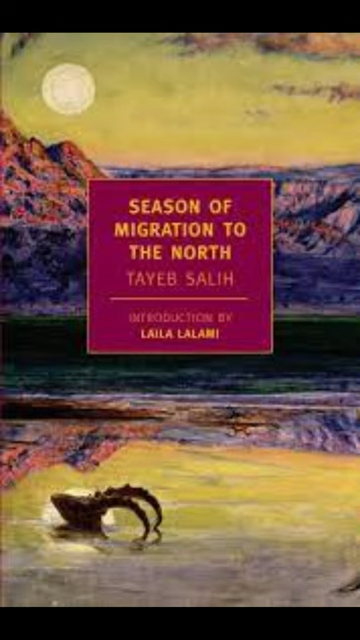 SEASON OF
MIGRATION TO
THE NORTH
TAYEB SALIH
INTRODUCTION BY
LAILA LALAMI